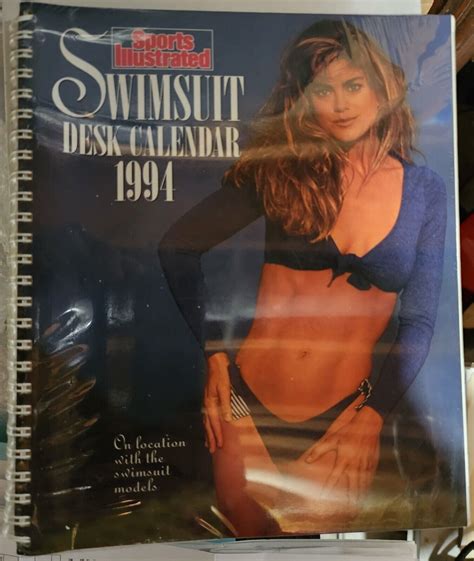 Sports
Illustrated
SWIMSUIT
DESK CALENDAR
1994
On location
with the
swimsuit
models